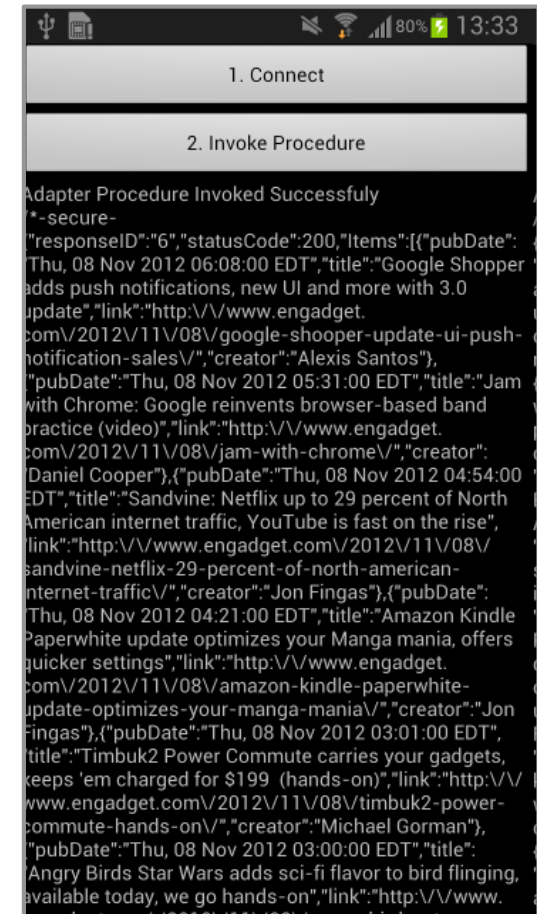 80% 13:33
1. Connect
2. Invoke Procedure
Adapter Procedure Invoked Successfuly
/*-secure-
{"responseID":"6","statusCode":200,"Items":[{"pubDate":
"Thu, 08 Nov 2012 06:08:00 EDT","title":"Google Shopper
adds push notifications, new UI and more with 3.0
update","link":"http:\/\/www.engadget.
com\/2012\/11\/08\/google-shooper-update-ui-push-
notification-sales\/","creator":"Alexis Santos"},
{"pubDate":"Thu, 08 Nov 2012 05:31:00 EDT","title":"Jam
with Chrome: Google reinvents browser-based band
practice (video)","link":"http:\/\/www.engadget.
com\/2012\/11\/08\/jam-with-chrome\/","creator":
"Daniel Cooper"},{"pubDate":"Thu, 08 Nov 2012 04:54:00
EDT","title":"Sandvine: Netflix up to 29 percent of North
American internet traffic, YouTube is fast on the rise",
"link":"http:\/\/www.engadget.com\/2012\/11\/08\/
sandvine-netflix-29-percent-of-north-american-
internet-traffic\/","creator":"Jon Fingas"},{"pubDate":
"Thu, 08 Nov 2012 04:21:00 EDT","title":"Amazon Kindle
Paperwhite update optimizes your Manga mania, offers
quicker settings","link":"http:\/\/www.engadget.
com\/2012\/11\/08\/amazon-kindle-paperwhite-
update-optimizes-your-manga-mania\/","creator":"Jon
Fingas"},{"pubDate":"Thu, 08 Nov 2012 03:01:00 EDT",
"title":"Timbuk2 Power Commute carries your gadgets,
keeps 'em charged for $199  (hands-on)","link":"http:\/\/
www.engadget.com\/2012\/11\/08\/timbuk2-power-
commute-hands-on\/","creator":"Michael Gorman"},
{"pubDate":"Thu, 08 Nov 2012 03:00:00 EDT","title":
"Angry Birds Star Wars adds sci-fi flavor to bird flinging,
available today, we go hands-on","link":"http:\/\/www.